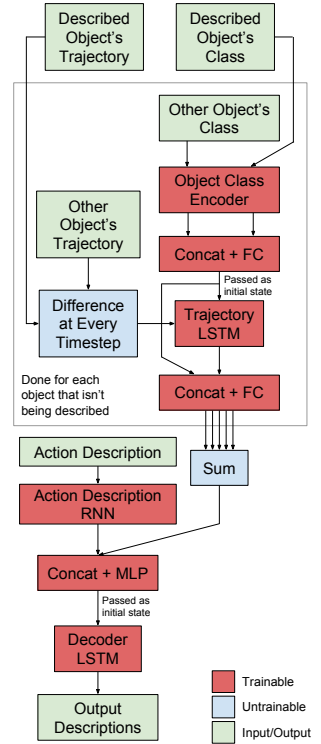 Described
Object's
Trajectory
Described
Object's
Class
Other Object's
Class
Object Class
Encoder
Other
Object's
Trajectory
Concat + FC
Passed as
initial state
Difference
at Every
Timestep
Trajectory
LSTM
Done for each
object that isn't
being described
Concat + FC
Action Description
Sum
Action Description
RNN
Concat + MLP
Passed as
initial state
Decoder
LSTM
Output
Descriptions
Trainable
Untrainable
Input/Output